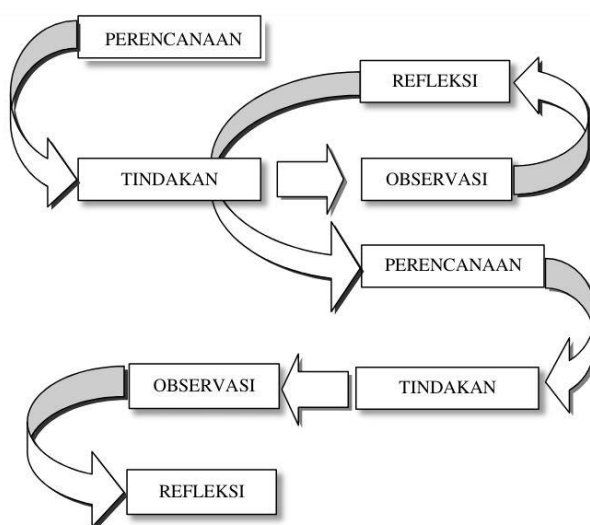 PERENCANAAN
REFLEKSI
TINDAKAN
OBSERVASI
PERENCANAAN
OBSERVASI
TINDAKAN
REFLEKSI